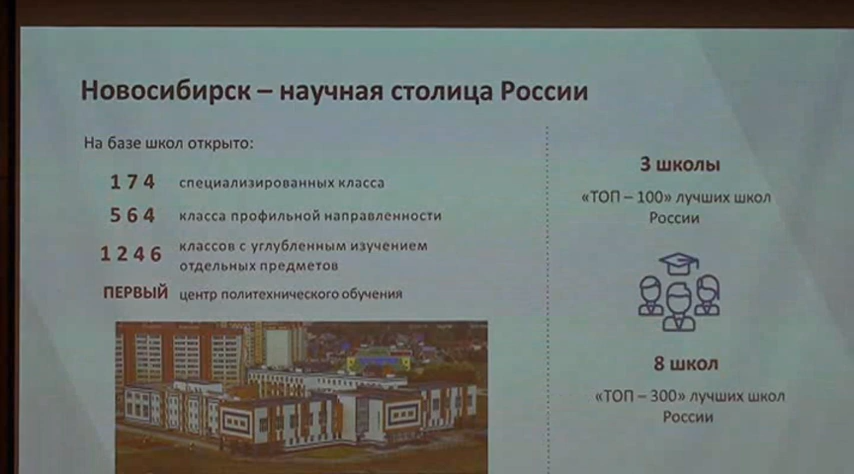 Новосибирск – научная столица России
На базе школ открыто:
174 специализированных класса
564 класса профильной направленности
1246 классов с углубленным изучением
отдельных предметов
ПЕРВЫЙ центр политехнического обучения
3 школы
«ТОП – 100» лучших школ
России
8 школ
«ТОП – 300» лучших школ
России